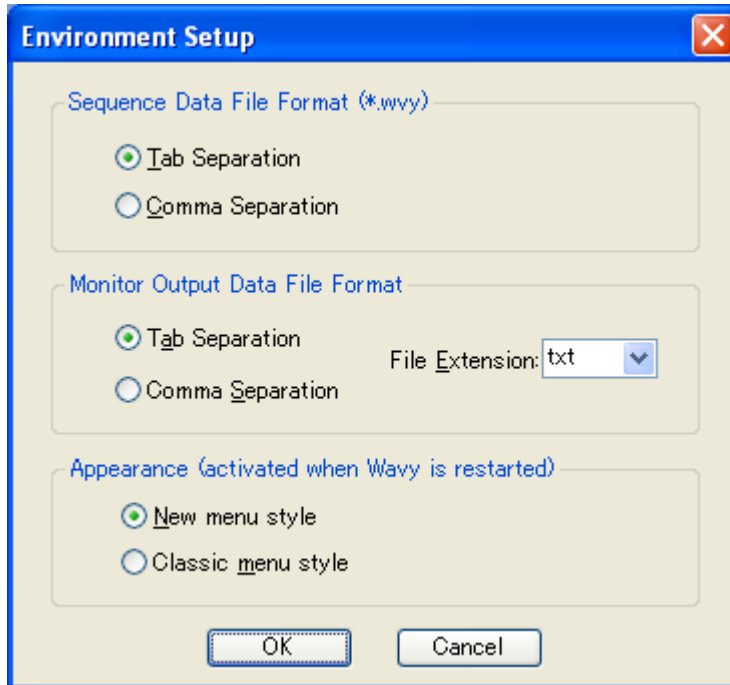 Environment Setup
Sequence Data File Format (*.wvy)
Tab Separation
Comma Separation
Monitor Output Data File Format
Tab Separation
File Extension: txt
Comma Separation
Appearance (activated when Wavy is restarted)
New menu style
Classic menu style
OK Cancel